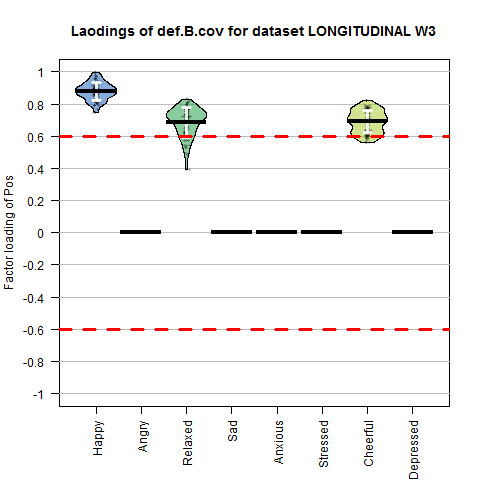 Laodings of def.B.cov for dataset LONGITUDINAL W3
Factor loading of Pos
1
0.8
0.6
0.4
0.2
0
-0.2
-0.4
-0.6
-0.8
-1
Happy
Angry
Relaxed
Sad
Anxious
Stressed
Cheerful
Depressed